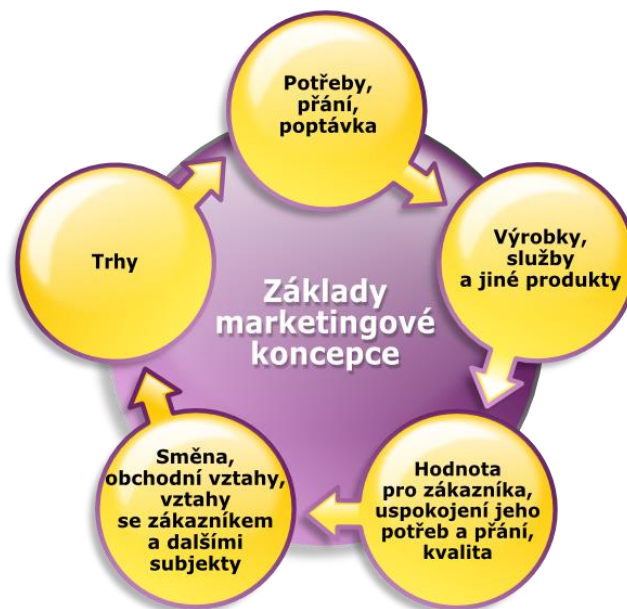 Potřeby,
přání,
poptávka
Výrobky,
služby
a jiné produkty
Trhy
Základy
marketingové
koncepce
Směna,
obchodní vztahy,
vztahy
se zákazníkem
a dalšími
subjekty
Hodnota
pro zákazníka,
uspokojení jeho
potřeb a přání,
kvalita